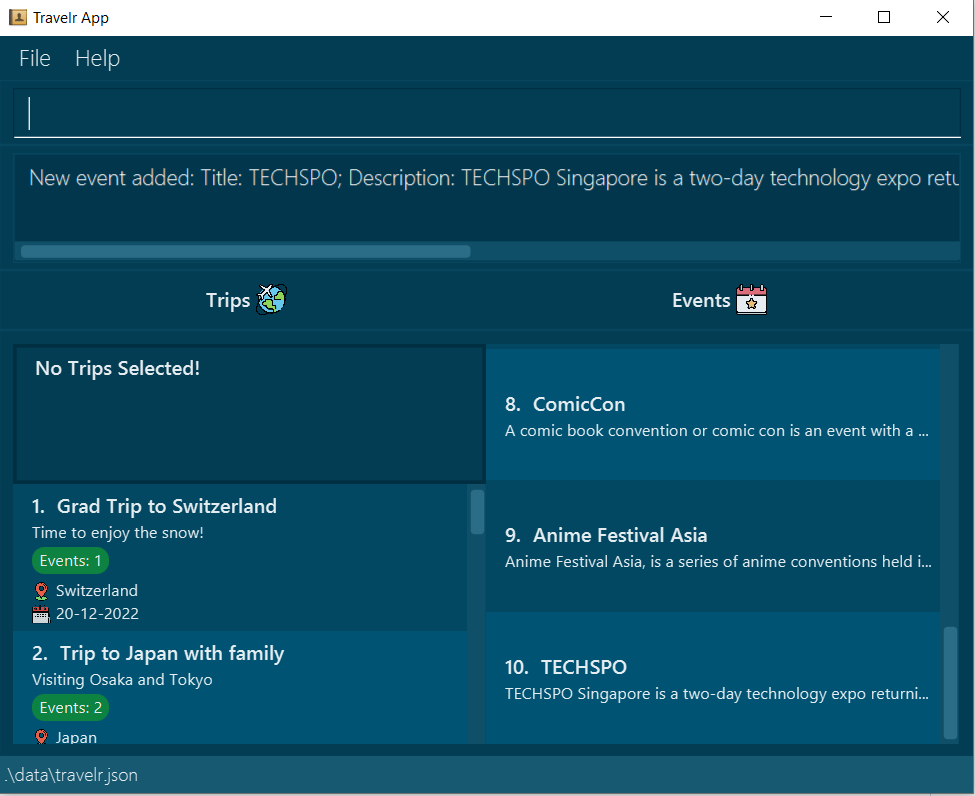 Travelr App
File Help
New event added: Title: TECHSPO; Description: TECHSPO Singapore is a two-day technology expo retu
Trips
Events
No Trips Selected!
1. Grad Trip to Switzerland
Time to enjoy the snow!
Events: 1
Switzerland
20-12-2022
2. Trip to Japan with family
Visiting Osaka and Tokyo
Events: 2
Japan
8. ComicCon
A comic book convention or comic con is an event with a ...
9. Anime Festival Asia
Anime Festival Asia, is a series of anime conventions held i...
10. TECHSPO
TECHSPO Singapore is a two-day technology expo returni...
.\data\travelr.json